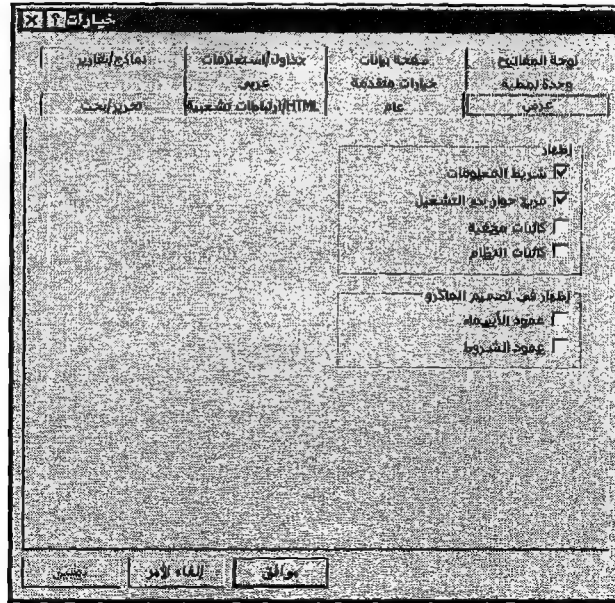 خيارات
لوحة المفاتيح صفحة بيانات جداول/استعلامات نماذج/تقارير
وحدة نمطية خيارات متقدمة عربي
عرض عام HTML/ارتباطات تشعبية تحرير/بحث
إظهار
شريط المعلومات
مربع حوار بدء التشغيل
كائنات مخفية
كائنات النظام
إظهار في تصميم الماكرو
عمود الأسماء
عمود الشروط
موافق إلغاء الأمر تطبيق